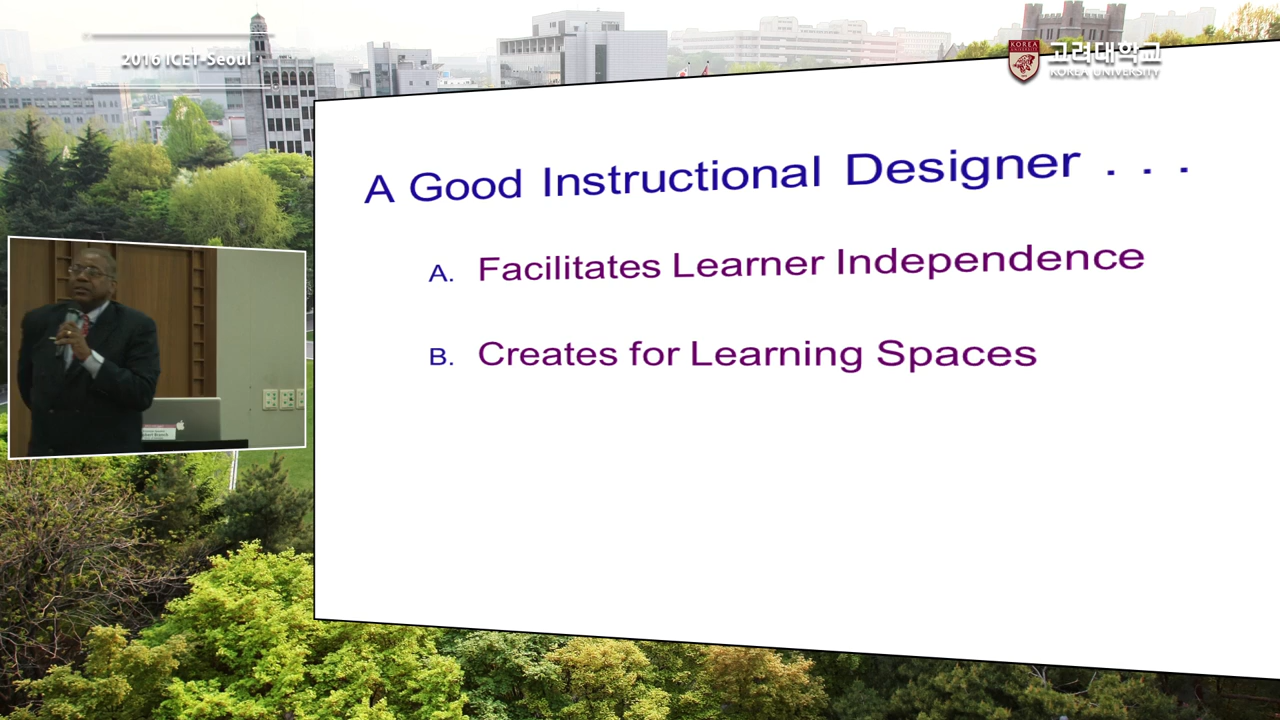 2016 ICET-Seoul
KOREA
고려대학교
KOREA UNIVERSITY
A Good Instructional Designer . . .
A. Facilitates Learner Independence
B. Creates for Learning Spaces